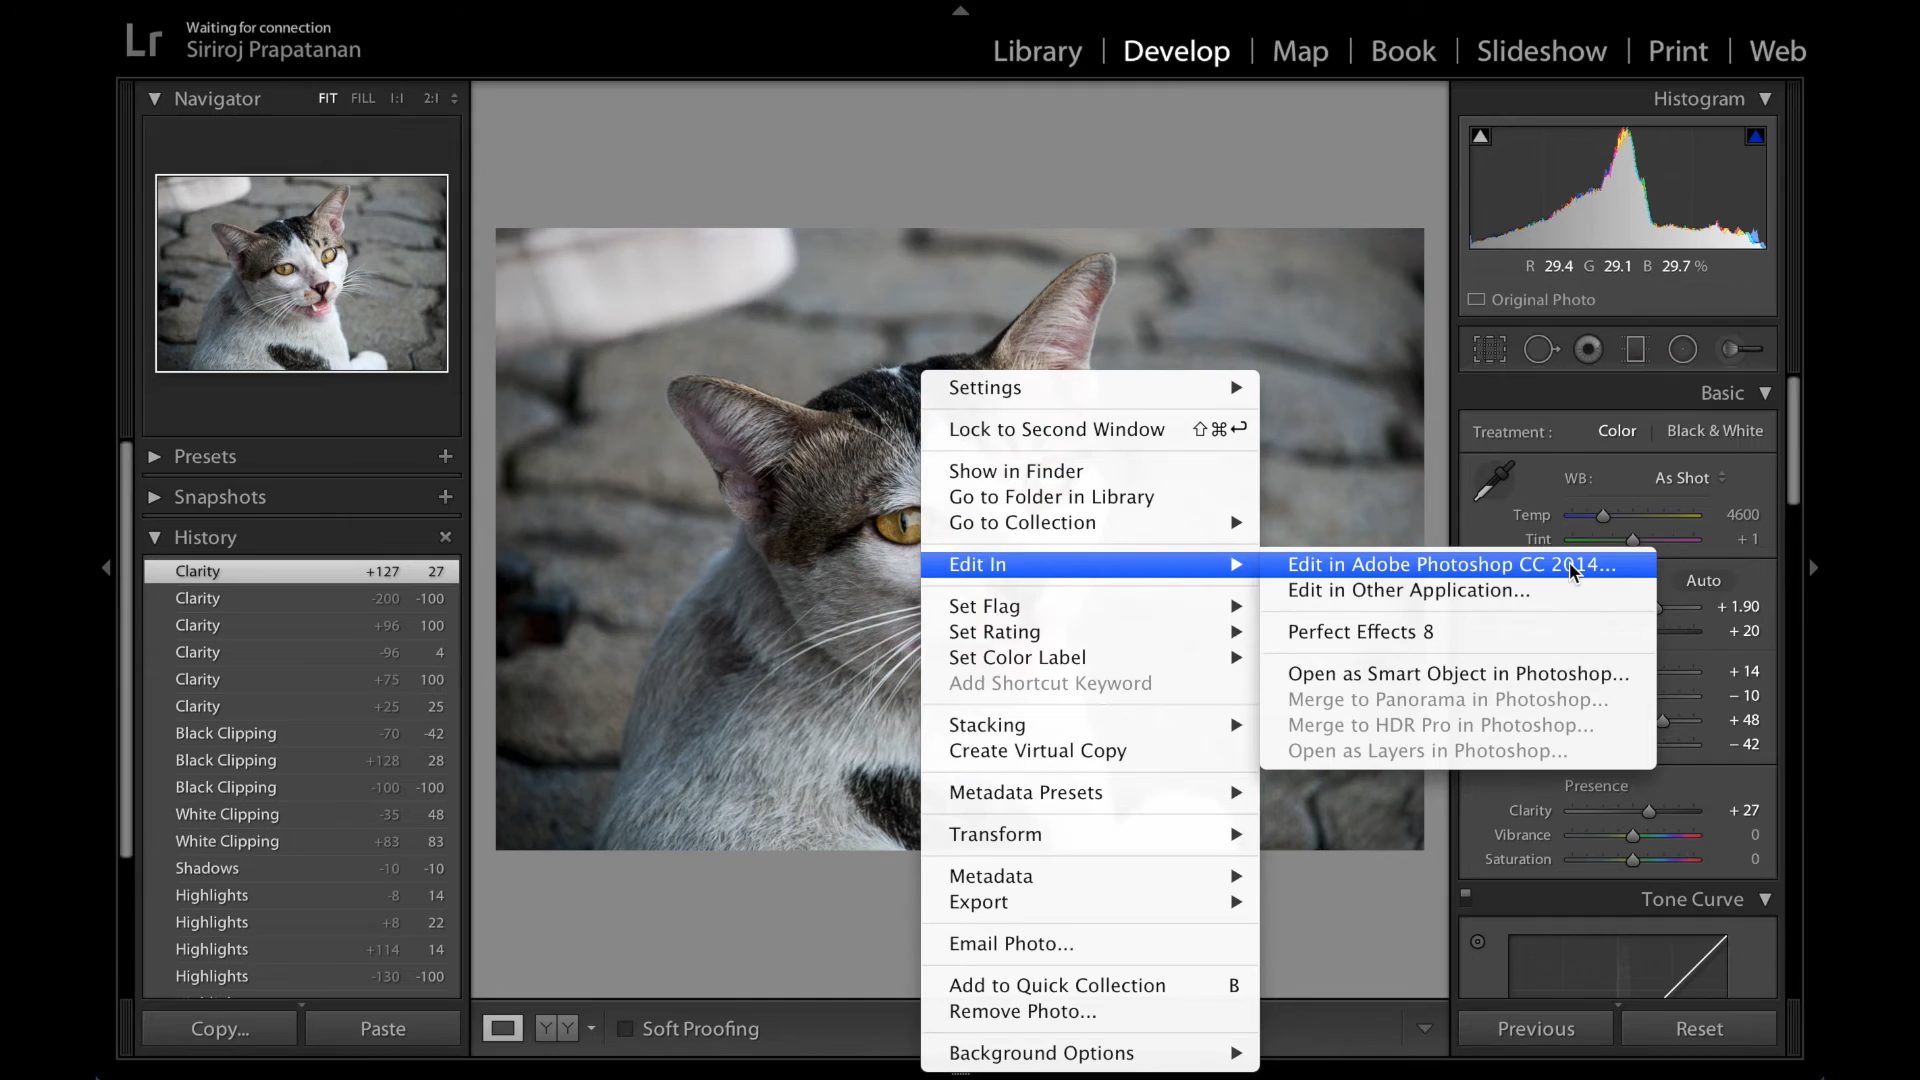 Lr
Waiting for connection
Siriroj Prapatanan
Library | Develop | Map | Book | Slideshow | Print | Web
Navigator FIT FILL 1:1 2:1
Presets +
Snapshots +
History ×
Clarity +127 27
Clarity -200 -100
Clarity +96 100
Clarity -96 4
Clarity +75 100
Clarity +25 25
Black Clipping -70 -42
Black Clipping +128 28
Black Clipping -100 -100
White Clipping -35 48
White Clipping +83 83
Shadows -10 -10
Highlights -8 14
Highlights +8 22
Highlights +114 14
Highlights -130 -100
Copy... Paste
Settings
Lock to Second Window ⇧⌘↩
Show in Finder
Go to Folder in Library
Go to Collection
Edit In
Set Flag
Set Rating
Set Color Label
Add Shortcut Keyword
Stacking
Create Virtual Copy
Metadata Presets
Transform
Metadata
Export
Email Photo...
Add to Quick Collection B
Remove Photo...
Background Options
Edit in Adobe Photoshop CC 2014...
Edit in Other Application...
Perfect Effects 8
Open as Smart Object in Photoshop...
Merge to Panorama in Photoshop...
Merge to HDR Pro in Photoshop...
Open as Layers in Photoshop...
YY Soft Proofing
Histogram
R 29.4 G 29.1 B 29.7 %
Original Photo
Basic
Treatment : Color | Black & White
WB: As Shot
Temp 4600
Tint + 1
Auto
+ 1.90
+ 20
+ 14
– 10
+ 48
– 42
Presence
Clarity + 27
Vibrance 0
Saturation 0
Tone Curve
Previous Reset